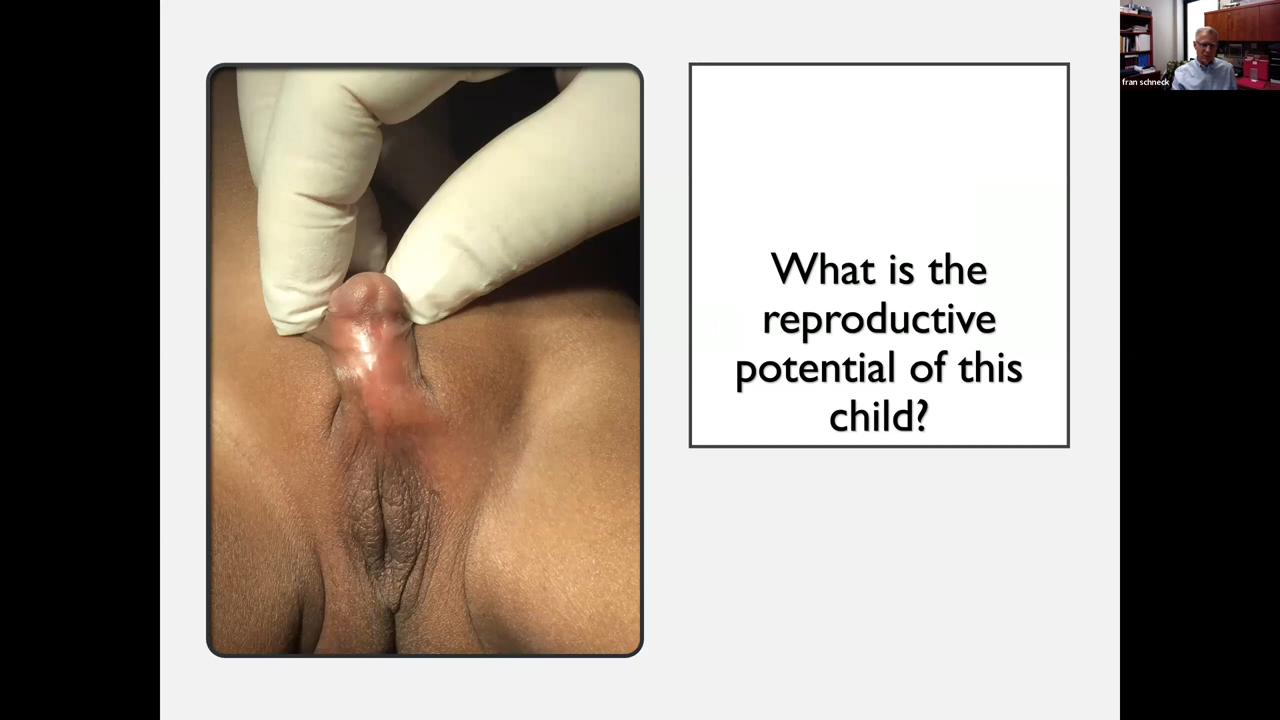 fran schneck
What is the
reproductive
potential of this
child?